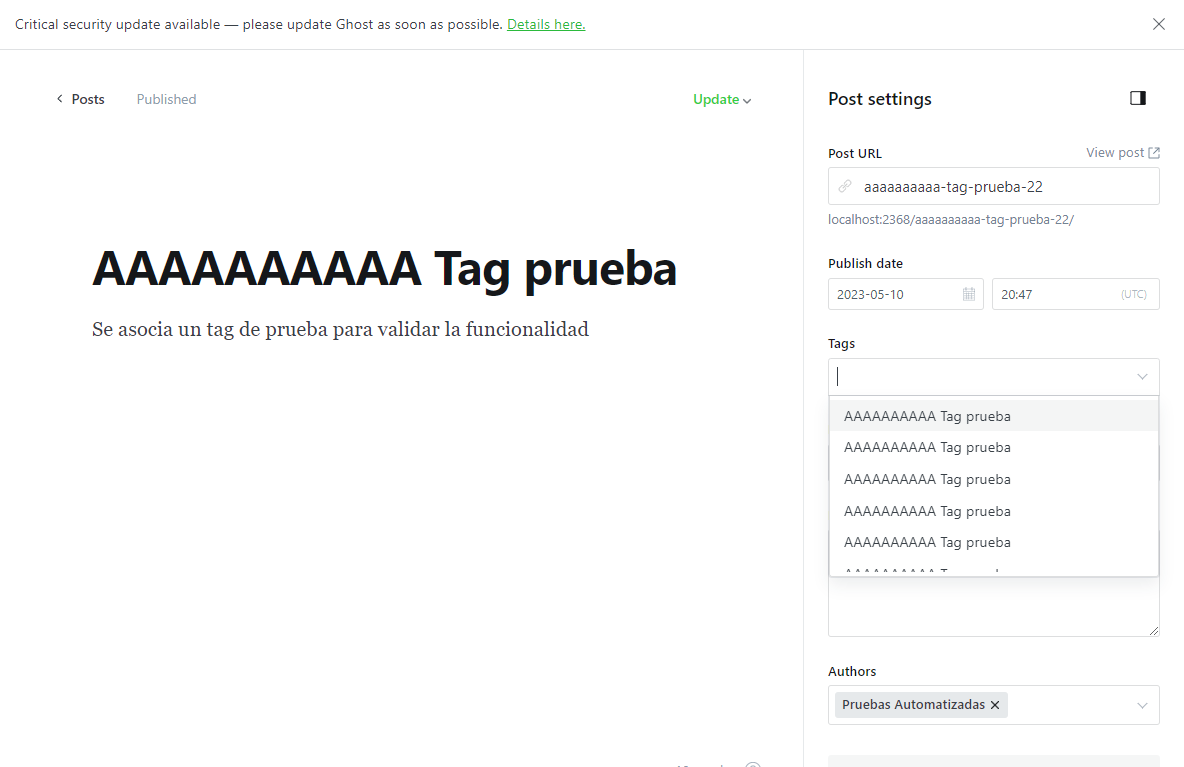 Critical security update available — please update Ghost as soon as possible. Details here.
Posts
Published
Update
Post settings
Post URL
View post
aaaaaaaaaa-tag-prueba-22
localhost:2368/aaaaaaaaaa-tag-prueba-22/
Publish date
2023-05-10
20:47
(UTC)
AAAAAAAAAA Tag prueba
Se asocia un tag de prueba para validar la funcionalidad
Tags
AAAAAAAAAA Tag prueba
AAAAAAAAAA Tag prueba
AAAAAAAAAA Tag prueba
AAAAAAAAAA Tag prueba
AAAAAAAAAA Tag prueba
Authors
Pruebas Automatizadas